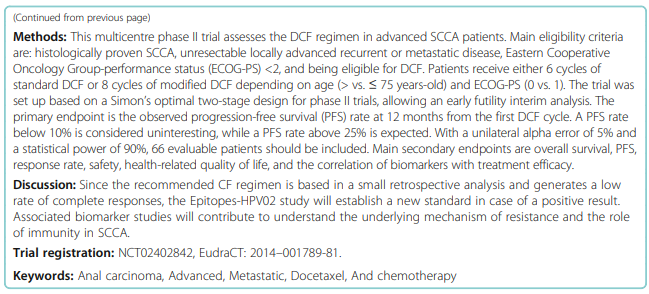 (Continued from previous page)
Methods: This multicentre phase II trial assesses the DCF regimen in advanced SCCA patients. Main eligibility criteria
are: histologically proven SCCA, unresectable locally advanced recurrent or metastatic disease, Eastern Cooperative
Oncology Group-performance status (ECOG-PS) <2, and being eligible for DCF. Patients receive either 6 cycles of
standard DCF or 8 cycles of modified DCF depending on age (> vs. ≤ 75 years-old) and ECOG-PS (0 vs. 1). The trial was
set up based on a Simon's optimal two-stage design for phase II trials, allowing an early futility interim analysis. The
primary endpoint is the observed progression-free survival (PFS) rate at 12 months from the first DCF cycle. A PFS rate
below 10% is considered uninteresting, while a PFS rate above 25% is expected. With a unilateral alpha error of 5% and
a statistical power of 90%, 66 evaluable patients should be included. Main secondary endpoints are overall survival, PFS,
response rate, safety, health-related quality of life, and the correlation of biomarkers with treatment efficacy.
Discussion: Since the recommended CF regimen is based in a small retrospective analysis and generates a low
rate of complete responses, the Epitopes-HPV02 study will establish a new standard in case of a positive result.
Associated biomarker studies will contribute to understand the underlying mechanism of resistance and the role
of immunity in SCCA.
Trial registration: NCT02402842, EudraCT: 2014–001789-81.
Keywords: Anal carcinoma, Advanced, Metastatic, Docetaxel, And chemotherapy